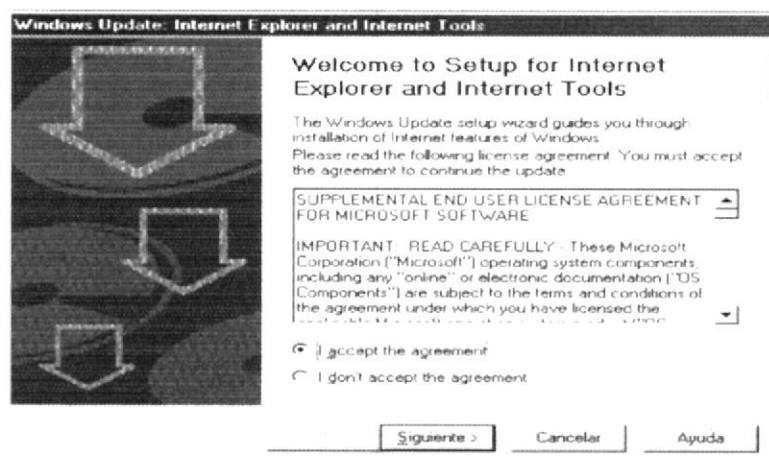 Windows Update: Internet Explorer and Internet Tools
Welcome to Setup for Internet
Explorer and Internet Tools
The Windows Update setup wizard guides you through
installation of Internet features of Windows
Please read the following license agreement. You must accept
the agreement to continue the update
SUPPLEMENTAL END USER LICENSE AGREEMENT
FOR MICROSOFT SOFTWARE
IMPORTANT: READ CAREFULLY - These Microsoft
Corporation ("Microsoft") operating system components,
including any "online" or electronic documentation ("OS
Components") are subject to the terms and conditions of
the agreement under which you have licensed the
I accept the agreement
I don't accept the agreement
Siguiente >
Cancelar
Ayuda